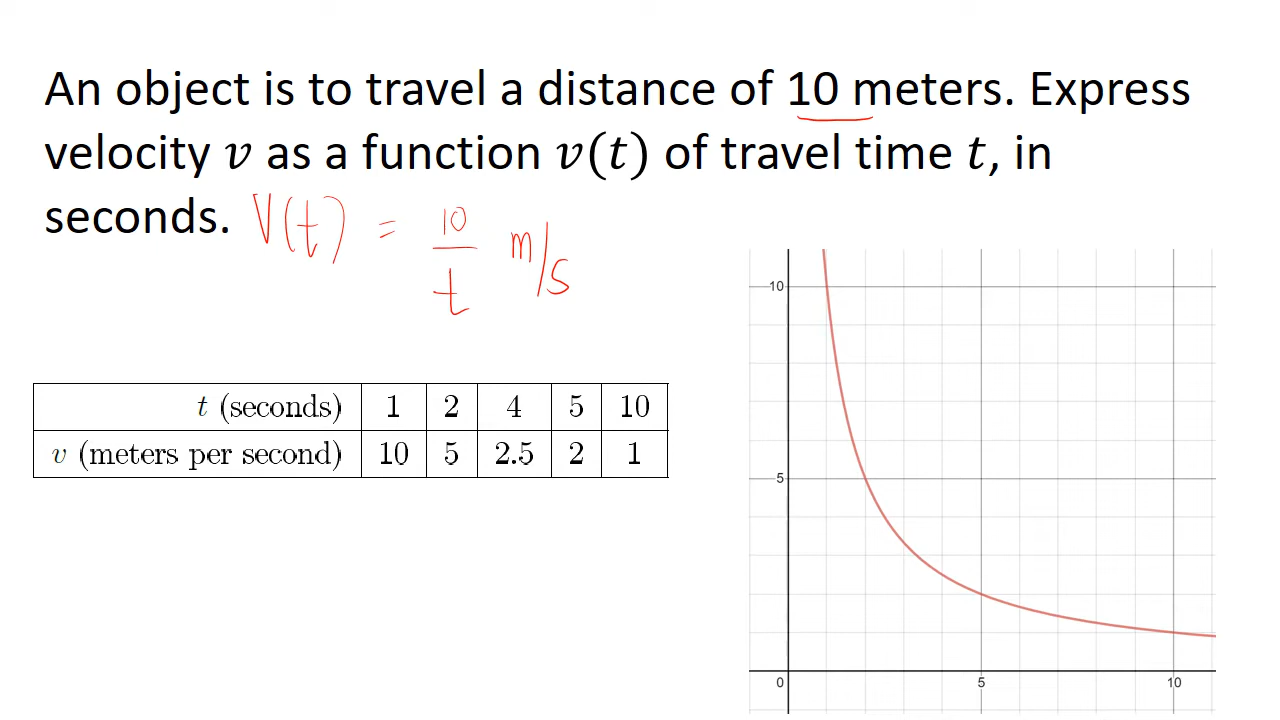 An object is to travel a distance of 10 meters. Express
velocity v as a function v(t) of travel time t, in
seconds. V(t) = 10/t m/s
t (seconds) 1 2 4 5 10
v (meters per second) 10 5 2.5 2 1
10
5
0 5 10